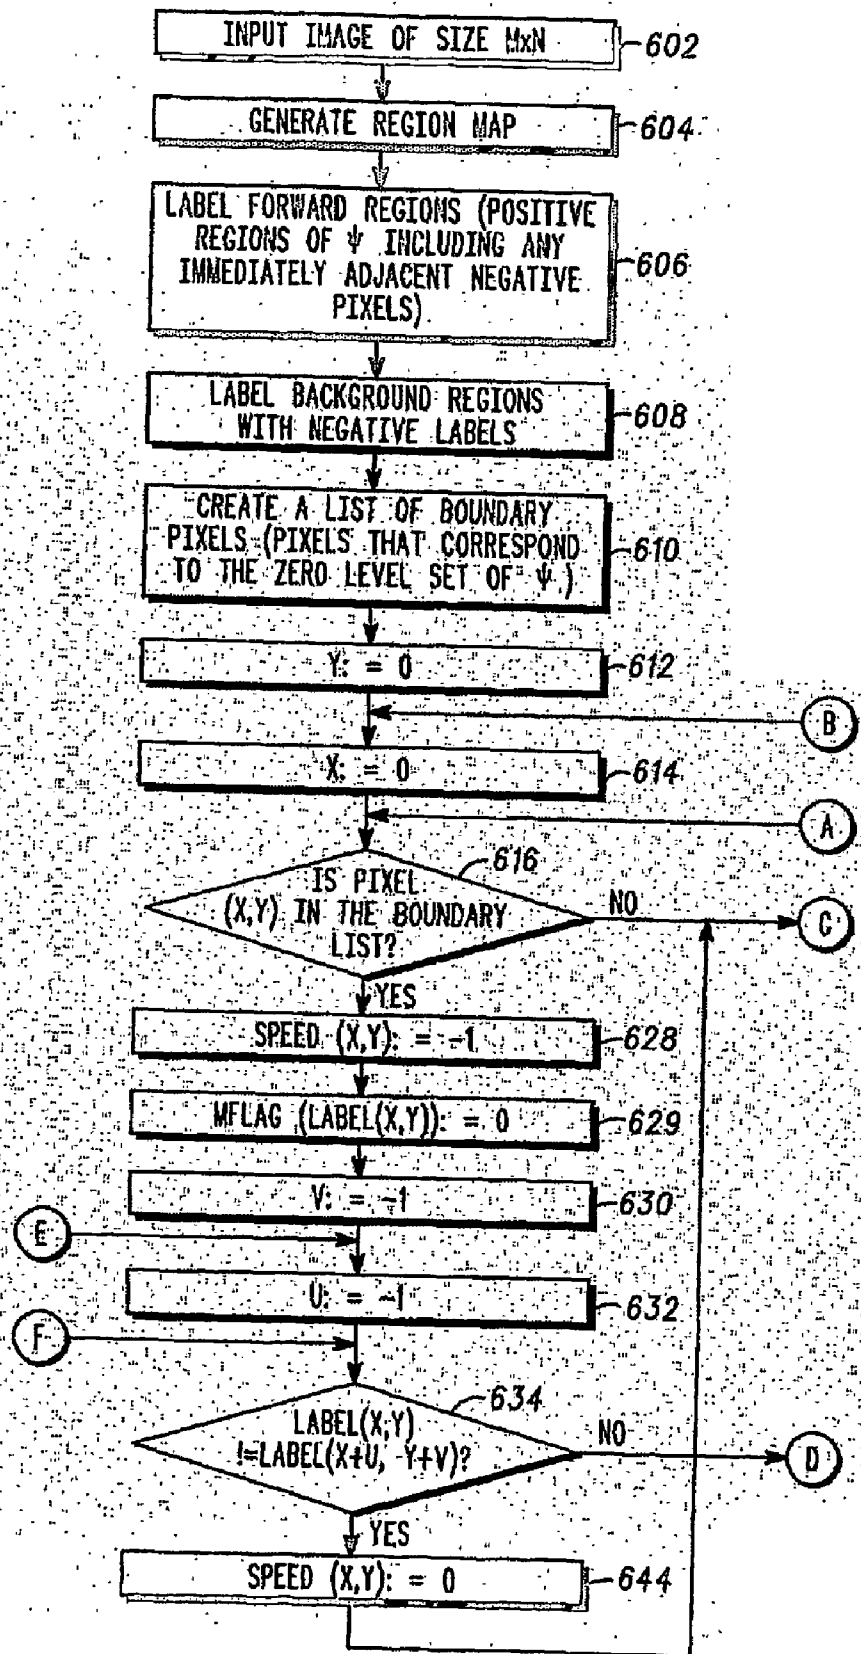 INPUT IMAGE OF SIZE MxN
602
GENERATE REGION MAP
604
LABEL FORWARD REGIONS (POSITIVE
REGIONS OF ψ INCLUDING ANY
IMMEDIATELY ADJACENT NEGATIVE
PIXELS)
606
LABEL BACKGROUND REGIONS
WITH NEGATIVE LABELS
608
CREATE A LIST OF BOUNDARY
PIXELS (PIXELS THAT CORRESPOND
TO THE ZERO LEVEL SET OF ψ )
610
Y: = 0
612
B
X: = 0
614
A
616
IS PIXEL
(X,Y) IN THE BOUNDARY
LIST?
NO
C
YES
SPEED (X,Y): = -1
628
MFLAG (LABEL(X,Y)): = 0
629
V: = -1
630
E
U: = -1
632
F
634
LABEL(X,Y)
!=LABEL(X+U, Y+V)?
NO
D
YES
SPEED (X,Y): = 0
644